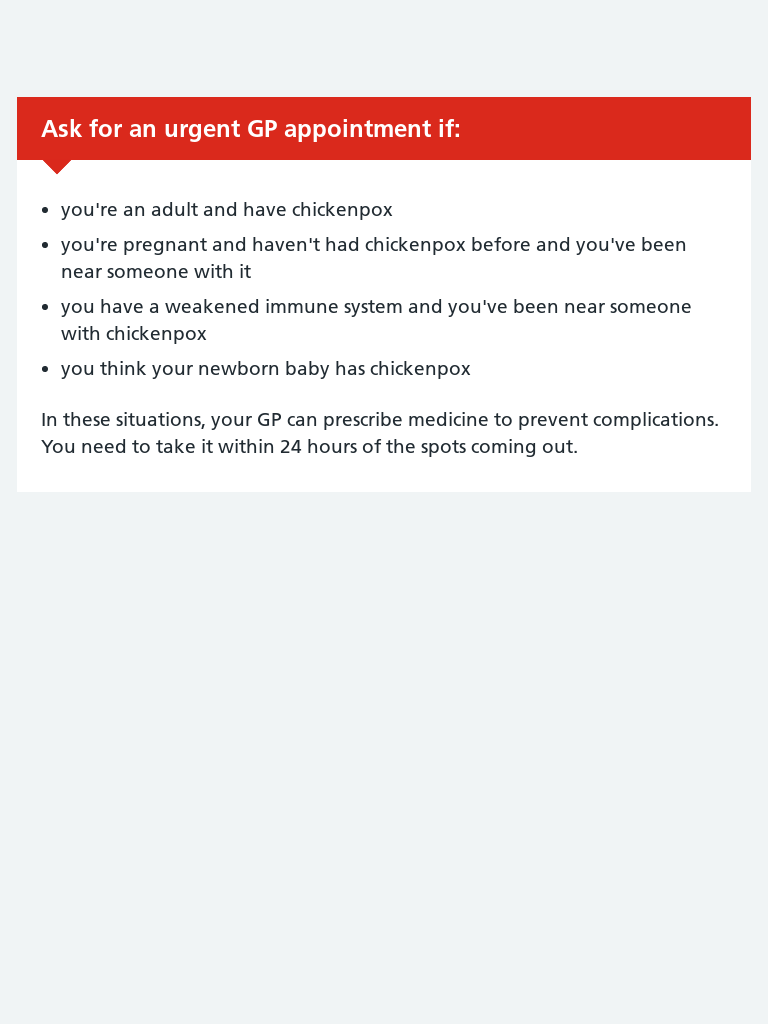 Ask for an urgent GP appointment if:
• you're an adult and have chickenpox
• you're pregnant and haven't had chickenpox before and you've been
near someone with it
• you have a weakened immune system and you've been near someone
with chickenpox
• you think your newborn baby has chickenpox
In these situations, your GP can prescribe medicine to prevent complications.
You need to take it within 24 hours of the spots coming out.